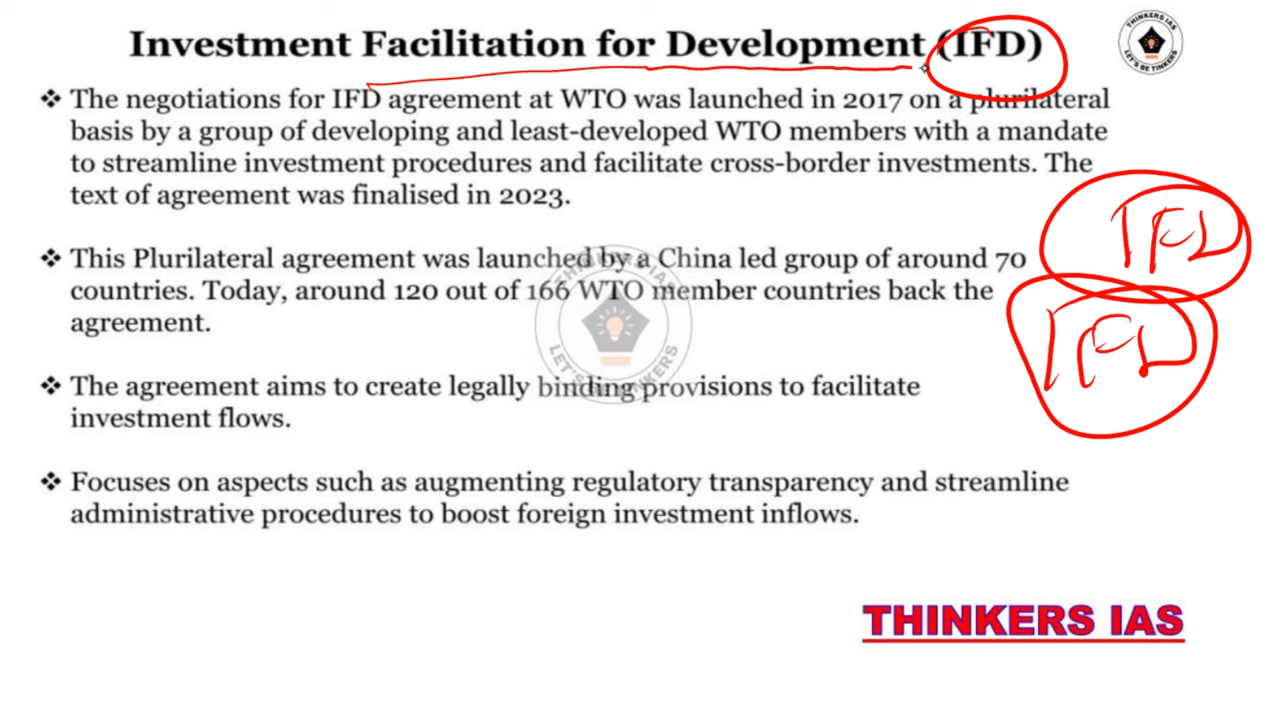 Investment Facilitation for Development (IFD)
THINKERS IAS
LET'S BE THINKERS
❖ The negotiations for IFD agreement at WTO was launched in 2017 on a plurilateral
basis by a group of developing and least-developed WTO members with a mandate
to streamline investment procedures and facilitate cross-border investments. The
text of agreement was finalised in 2023.
IFD
❖ This Plurilateral agreement was launched by a China led group of around 70
countries. Today, around 120 out of 166 WTO member countries back the
agreement.
IFD
THINKERS IAS
LET'S BE THINKERS
❖ The agreement aims to create legally binding provisions to facilitate
investment flows.
❖ Focuses on aspects such as augmenting regulatory transparency and streamline
administrative procedures to boost foreign investment inflows.
THINKERS IAS